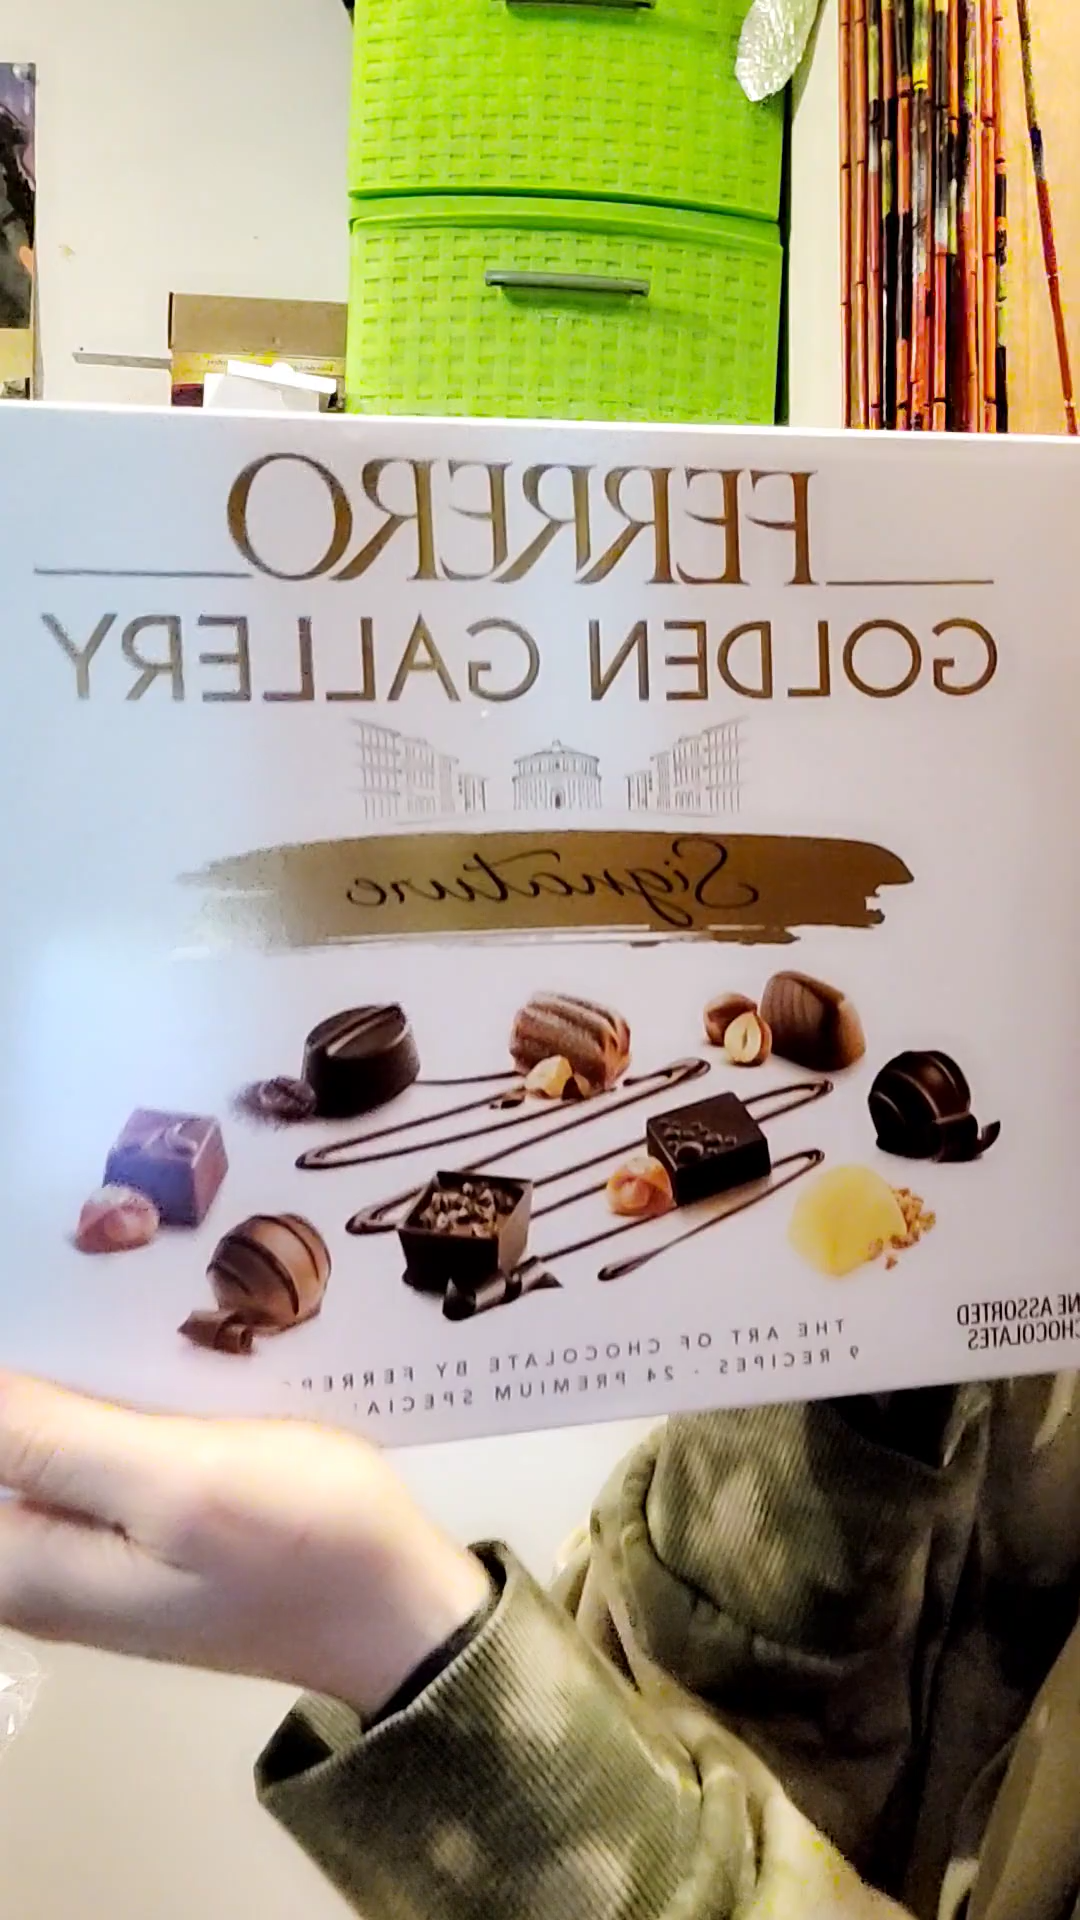 FERRERO
GOLDEN GALLERY
Signature
THE ART OF CHOCOLATE BY
9 RECIPES - 24 PREMIUM
ASSORTED
CHOCOLATES